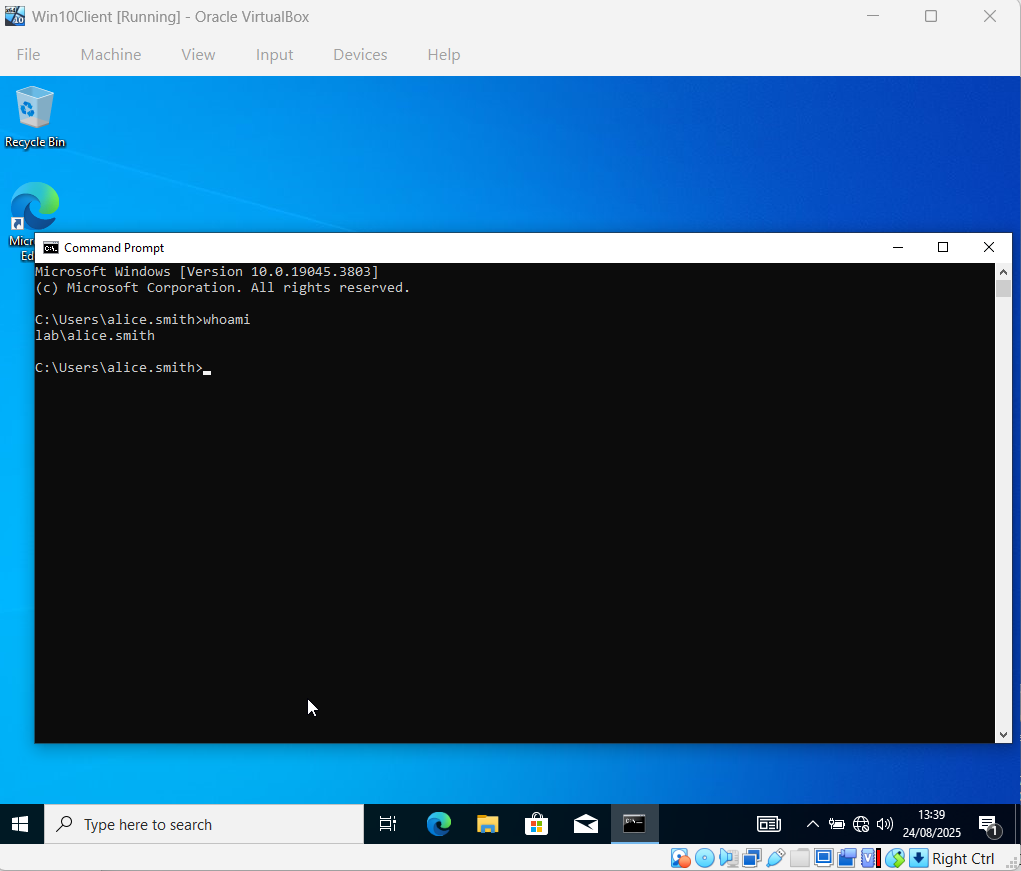 Win10Client [Running] - Oracle VirtualBox
File Machine View Input Devices Help
Recycle Bin
Micr
Ed
Command Prompt
Microsoft Windows [Version 10.0.19045.3803]
(c) Microsoft Corporation. All rights reserved.
C:\Users\alice.smith>whoami
lab\alice.smith
C:\Users\alice.smith>
Type here to search
13:39
24/08/2025
1
Right Ctrl